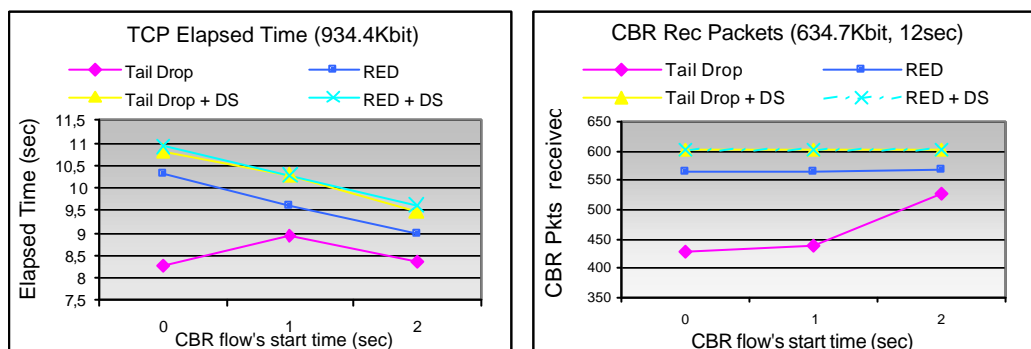 TCP Elapsed Time (934.4Kbit)
Tail Drop
RED
Tail Drop + DS
RED + DS
Elapsed Time (sec)
11,5
11
10,5
10
9,5
9
8,5
8
7,5
0
1
2
CBR flow's start time (sec)
CBR Rec Packets (634.7Kbit, 12sec)
Tail Drop
RED
Tail Drop + DS
RED + DS
CBR Pkts received
650
600
550
500
450
400
350
0
1
2
CBR flow's start time (sec)